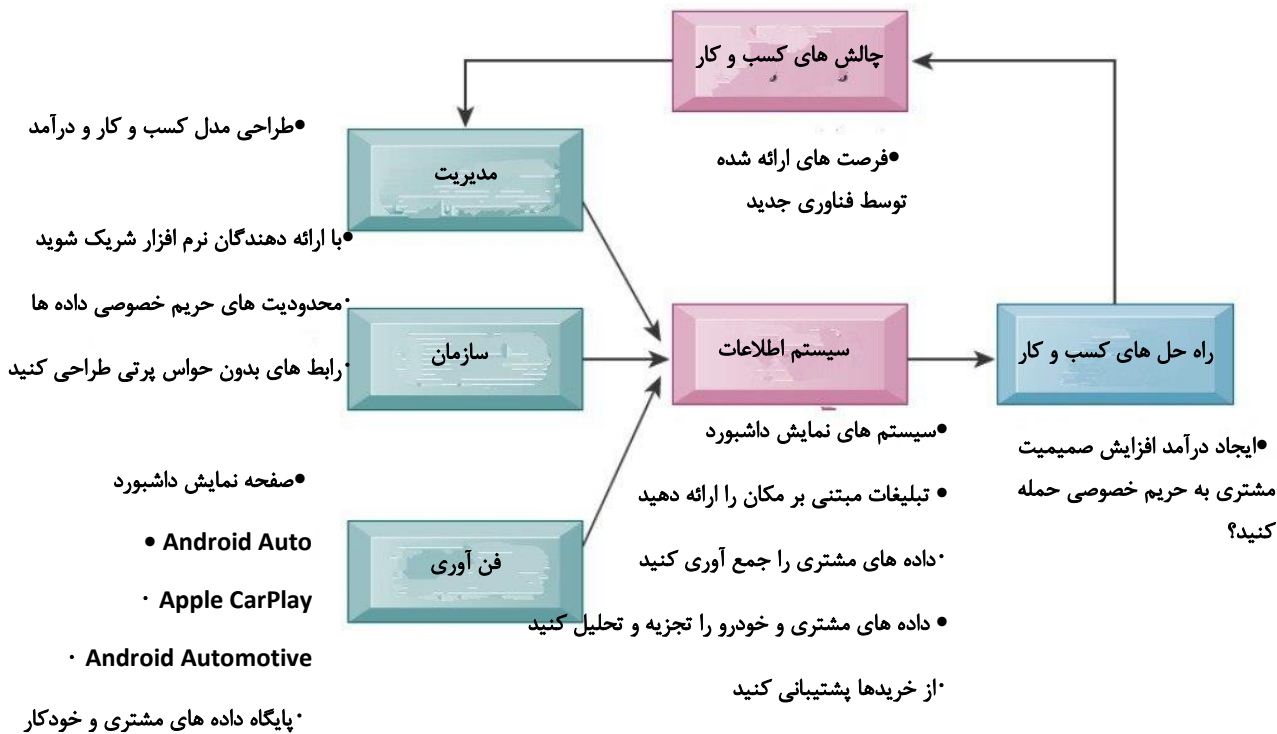 چالش های کسب و کار
•فرصت های ارائه شده
توسط فناوری جدید
•طراحی مدل کسب و کار و درآمد
مدیریت
•با ارائه دهندگان نرم افزار شریک شوید
·محدودیت های حریم خصوصی داده ها
·رابط های بدون حواس پرتی طراحی کنید
سازمان
•صفحه نمایش داشبورد
• Android Auto
· Apple CarPlay
· Android Automotive
·پایگاه داده های مشتری و خودکار
فن آوری
سیستم اطلاعات
•سیستم های نمایش داشبورد
• تبلیغات مبتنی بر مکان را ارائه دهید
·داده های مشتری را جمع آوری کنید
• داده های مشتری و خودرو را تجزیه و تحلیل کنید
·از خریدها پشتیبانی کنید
راه حل های کسب و کار
•ایجاد درآمد افزایش صمیمیت
مشتری به حریم خصوصی حمله
کنید؟